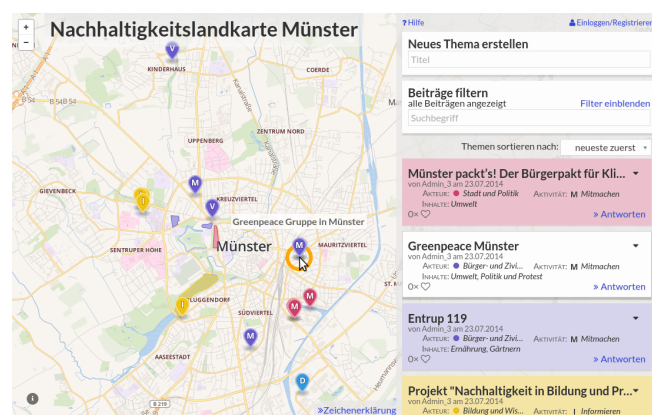 +
−
Nachhaltigkeitslandkarte Münster
V
KINDERHAUS
COERDE
B 54
B 54
UPPENBERG
ZENTRUM NORD
Kanalstraße
GIEVENBECK
I
M
KREUZVIERTEL
V
Greenpeace Gruppe in Münster
SENTRUPER HÖHE
Münster
M
MAURITZVIERTEL
I
PLUGGENDORF
M
M
SÜDVIERTEL
M
AASEESTADT
D
B 219
i
»Zeichenerklärung
? Hilfe
Einloggen/Registrieren
Neues Thema erstellen
Titel
Beiträge filtern
alle Beiträgen angezeigt
Filter einblenden
Suchbegriff
Themen sortieren nach:
neueste zuerst
Münster packt's! Der Bürgerpakt für Kli...
von Admin_3 am 23.07.2014
Akteur: Stadt und Politik Aktivität: M Mitmachen
Inhalte: Umwelt
0×
» Antworten
Greenpeace Münster
von Admin_3 am 23.07.2014
Akteur: Bürger- und Zivi... Aktivität: M Mitmachen
Inhalte: Umwelt, Politik und Protest
0×
» Antworten
Entrup 119
von Admin_3 am 23.07.2014
Akteur: Bürger- und Zivi... Aktivität: M Mitmachen
Inhalte: Ernährung, Gärtnern
0×
» Antworten
Projekt "Nachhaltigkeit in Bildung und Pr...
von Admin_3 am 23.07.2014
Akteur: Bildung und Wis... Aktivität: I Informieren